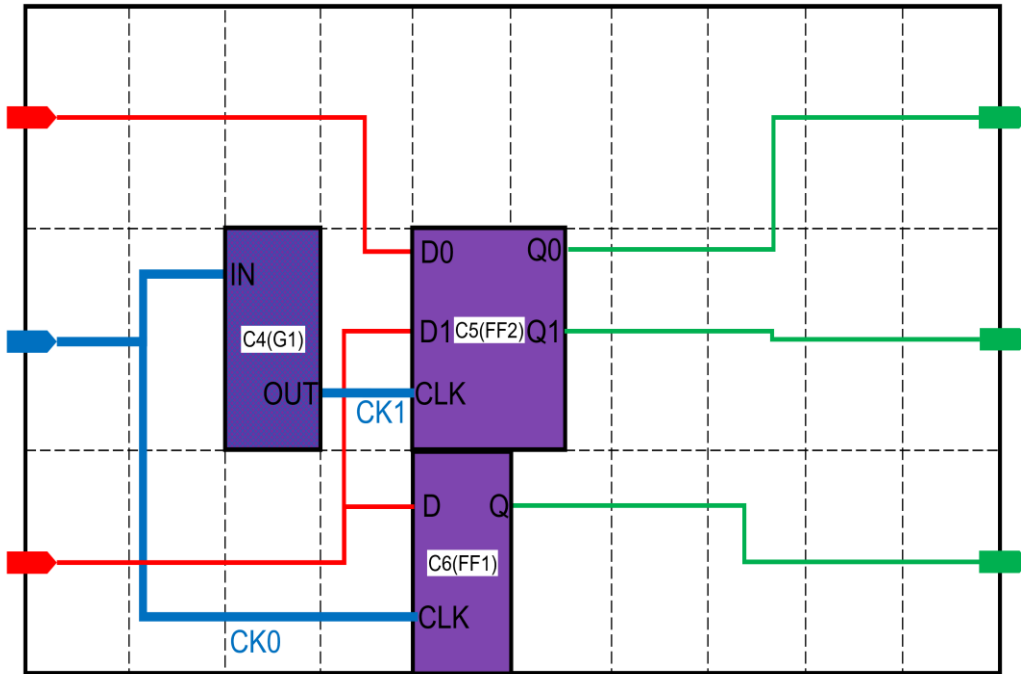 D0
Q0
IN
D1
C5(FF2)
Q1
C4(G1)
OUT
CLK
CK1
D
Q
C6(FF1)
CLK
CK0